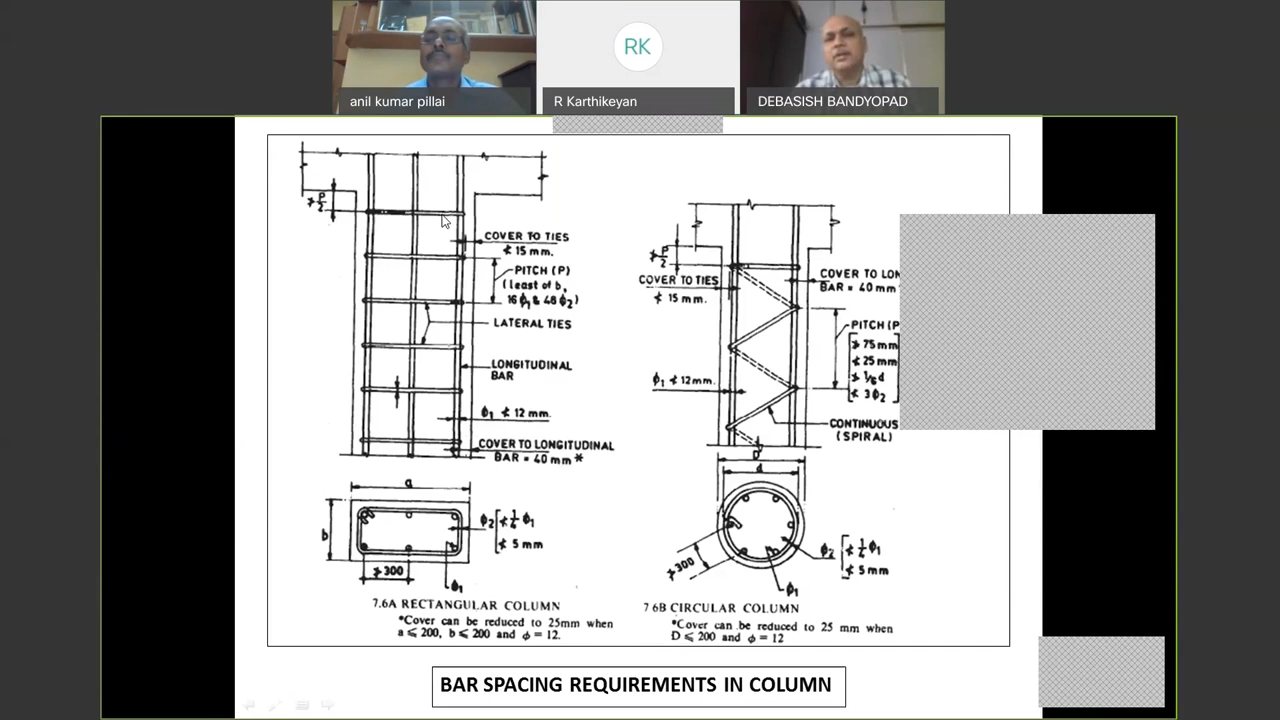 RK
anil kumar pillai
R Karthikeyan
DEBASISH BANDYOPAD
≯ P/2
COVER TO TIES
≮ 15 mm.
PITCH (P)
(least of b,
16 ϕ1 & 48 ϕ2)
LATERAL TIES
LONGITUDINAL
BAR
ϕ1 ≮ 12 mm.
COVER TO LONGITUDINAL
BAR = 40 mm *
a
b
ϕ2 ≮ 1/4 ϕ1
≮ 5 mm
≯ 300
ϕ1
7.6A RECTANGULAR COLUMN
*Cover can be reduced to 25mm when
a ⩽ 200, b ⩽ 200 and ϕ = 12.
≯ P/2
COVER TO TIES
≮ 15 mm.
COVER TO LON
BAR = 40 mm
PITCH (P
≯ 75 mm
≮ 25 mm
≯ 1/6 d
≮ 3 ϕ2
ϕ1 ≮ 12 mm.
CONTINUOUS
(SPIRAL)
D
d
≯ 300
ϕ2 ≮ 1/4 ϕ1
≮ 5 mm
ϕ1
7 6B CIRCULAR COLUMN
*Cover can be reduced to 25 mm when
D ⩽ 200 and ϕ = 12
BAR SPACING REQUIREMENTS IN COLUMN